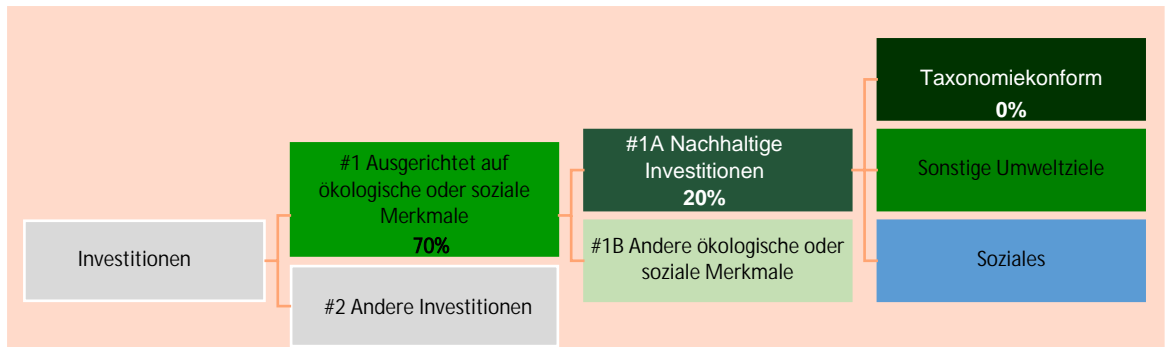 Investitionen
#1 Ausgerichtet auf
ökologische oder soziale
Merkmale
70%
#2 Andere Investitionen
#1A Nachhaltige
Investitionen
20%
#1B Andere ökologische oder
soziale Merkmale
Taxonomiekonform
0%
Sonstige Umweltziele
Soziales